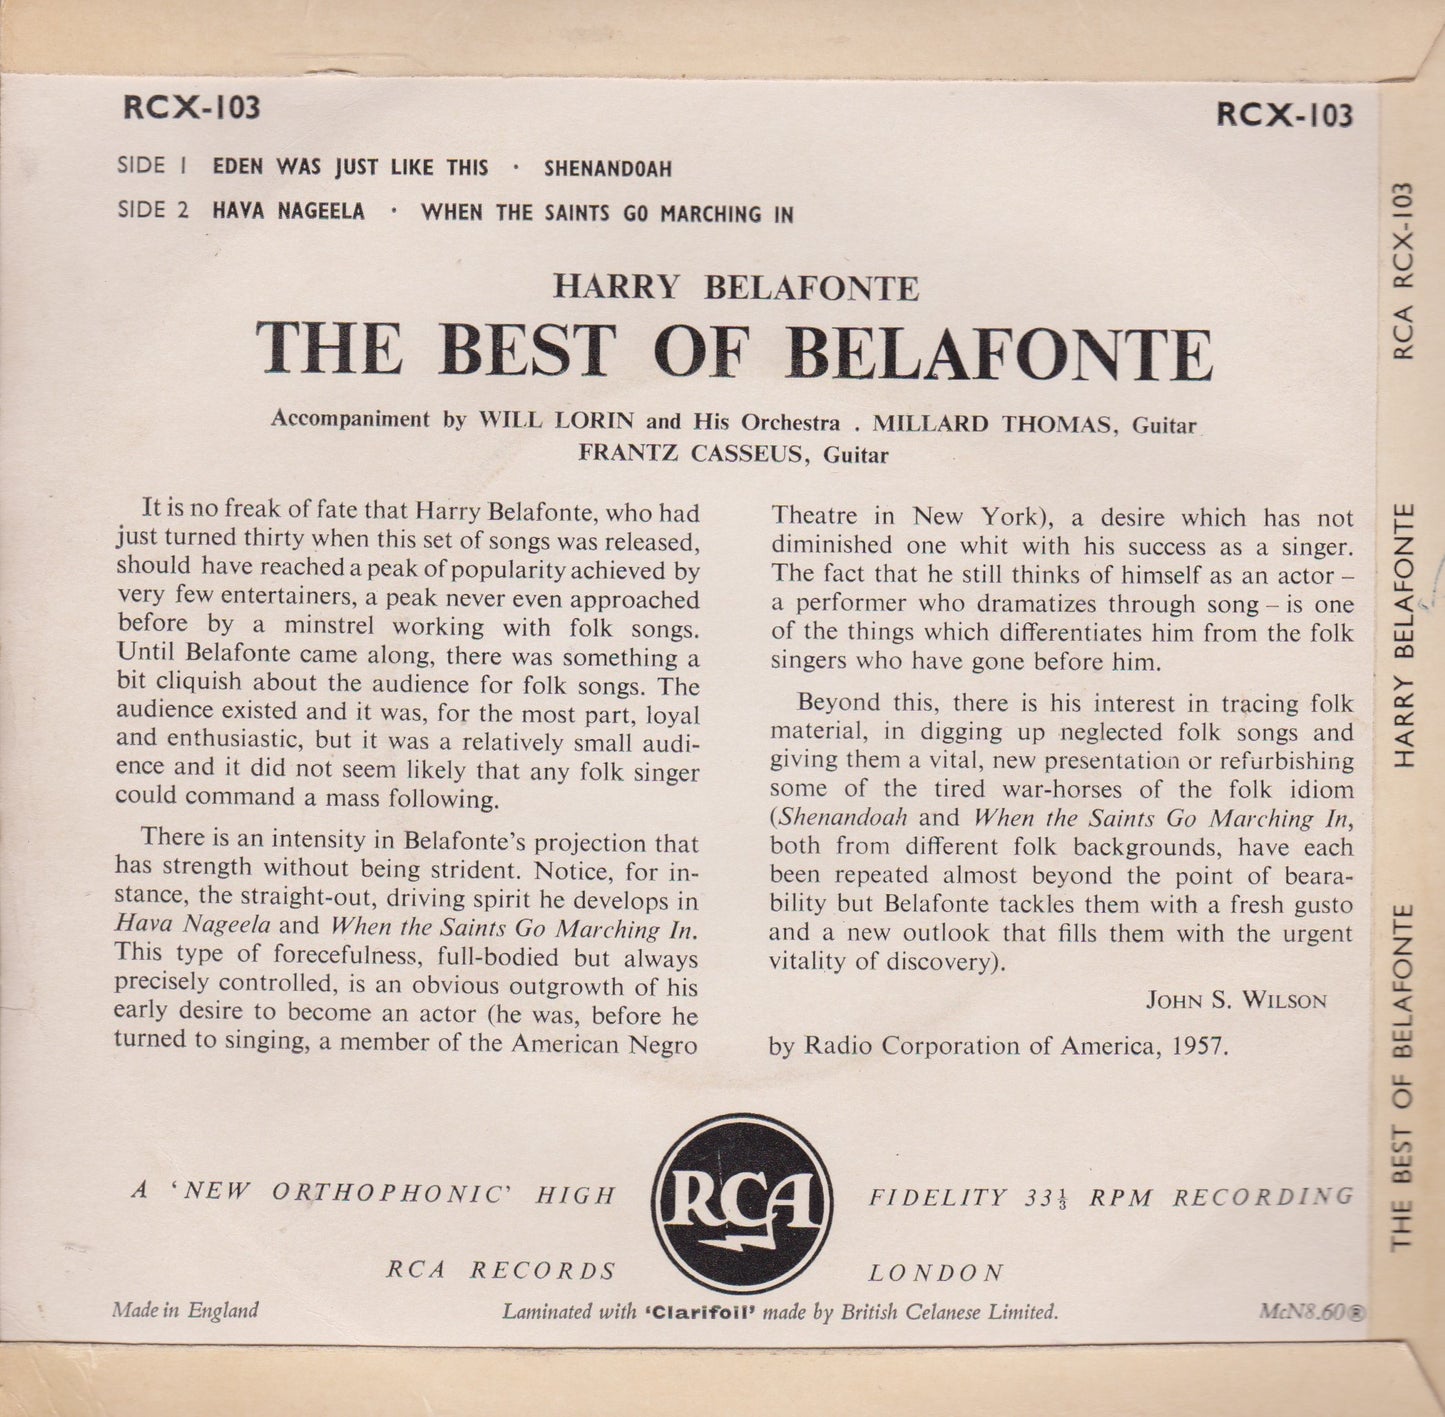 RCX-103
RCX-103
SIDE 1 EDEN WAS JUST LIKE THIS · SHENANDOAH
SIDE 2 HAVA NAGEELA · WHEN THE SAINTS GO MARCHING IN
HARRY BELAFONTE
THE BEST OF BELAFONTE
Accompaniment by WILL LORIN and His Orchestra . MILLARD THOMAS, Guitar
FRANTZ CASSEUS, Guitar
It is no freak of fate that Harry Belafonte, who had
just turned thirty when this set of songs was released,
should have reached a peak of popularity achieved by
very few entertainers, a peak never even approached
before by a minstrel working with folk songs.
Until Belafonte came along, there was something a
bit cliquish about the audience for folk songs. The
audience existed and it was, for the most part, loyal
and enthusiastic, but it was a relatively small audi-
ence and it did not seem likely that any folk singer
could command a mass following.
There is an intensity in Belafonte's projection that
has strength without being strident. Notice, for in-
stance, the straight-out, driving spirit he develops in
Hava Nageela and When the Saints Go Marching In.
This type of forecefulness, full-bodied but always
precisely controlled, is an obvious outgrowth of his
early desire to become an actor (he was, before he
turned to singing, a member of the American Negro
Theatre in New York), a desire which has not
diminished one whit with his success as a singer.
The fact that he still thinks of himself as an actor –
a performer who dramatizes through song – is one
of the things which differentiates him from the folk
singers who have gone before him.
Beyond this, there is his interest in tracing folk
material, in digging up neglected folk songs and
giving them a vital, new presentation or refurbishing
some of the tired war-horses of the folk idiom
(Shenandoah and When the Saints Go Marching In,
both from different folk backgrounds, have each
been repeated almost beyond the point of beara-
bility but Belafonte tackles them with a fresh gusto
and a new outlook that fills them with the urgent
vitality of discovery).
JOHN S. WILSON
by Radio Corporation of America, 1957.
A 'NEW ORTHOPHONIC' HIGH FIDELITY 33⅓ RPM RECORDING
RCA
RCA RECORDS LONDON
Made in England
Laminated with 'Clarifoil' made by British Celanese Limited.
McN8.60®
THE BEST OF BELAFONTE HARRY BELAFONTE RCA RCX-103